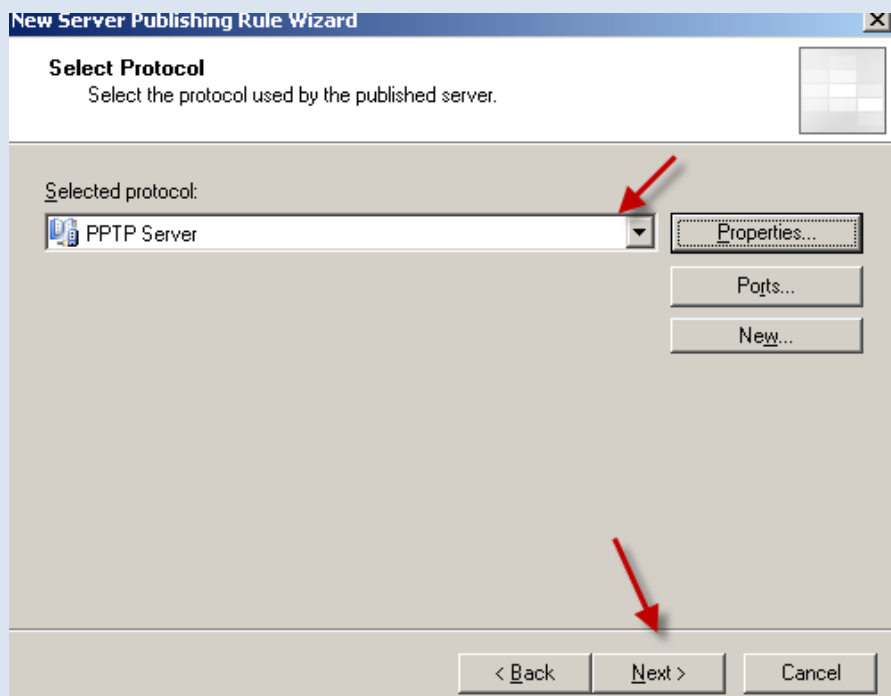 New Server Publishing Rule Wizard
Select Protocol
Select the protocol used by the published server.
Selected protocol:
PPTP Server
Properties...
Ports...
New...
< Back
Next >
Cancel